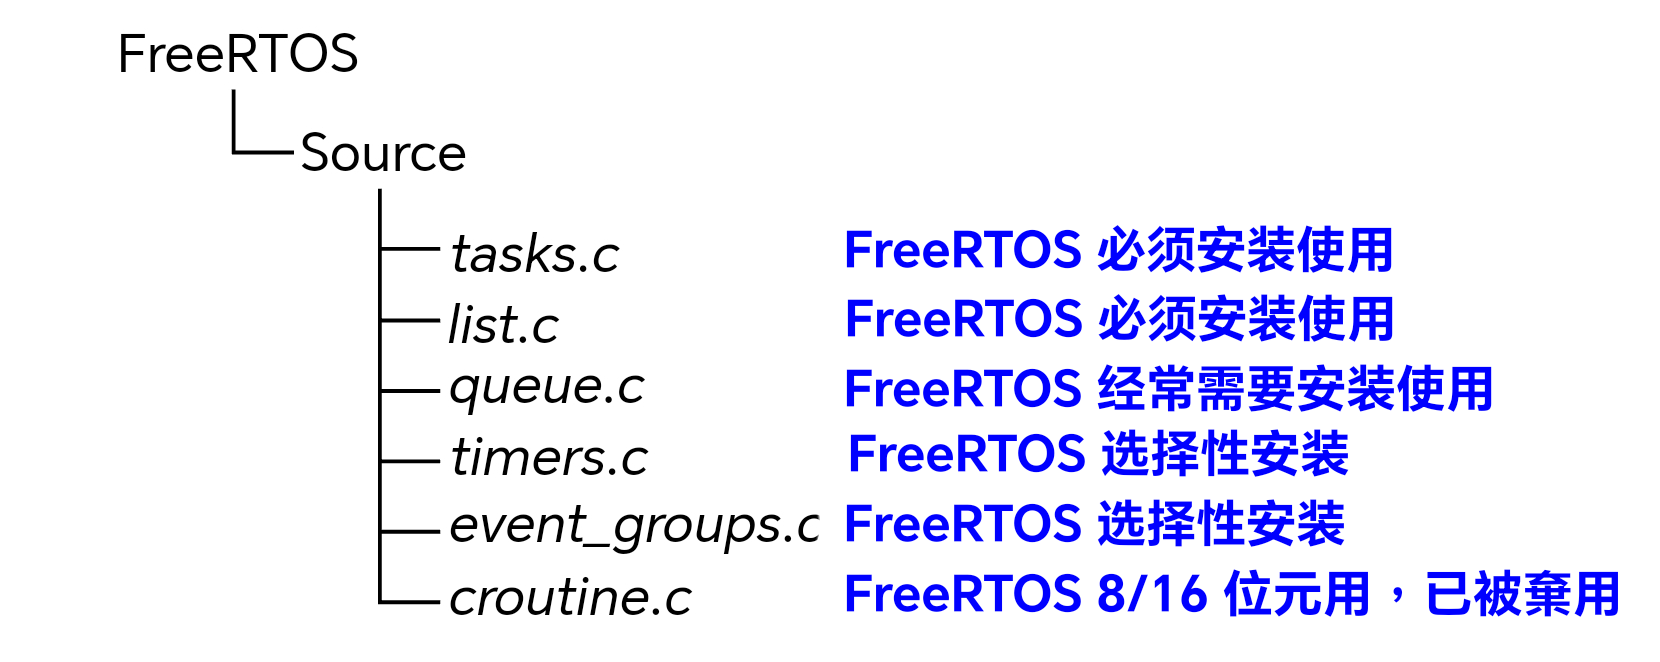 FreeRTOS
Source
tasks.c FreeRTOS 必须安装使用
list.c FreeRTOS 必须安装使用
queue.c FreeRTOS 经常需要安装使用
timers.c FreeRTOS 选择性安装
event_groups.c FreeRTOS 选择性安装
croutine.c FreeRTOS 8/16 位元用，已被棄用